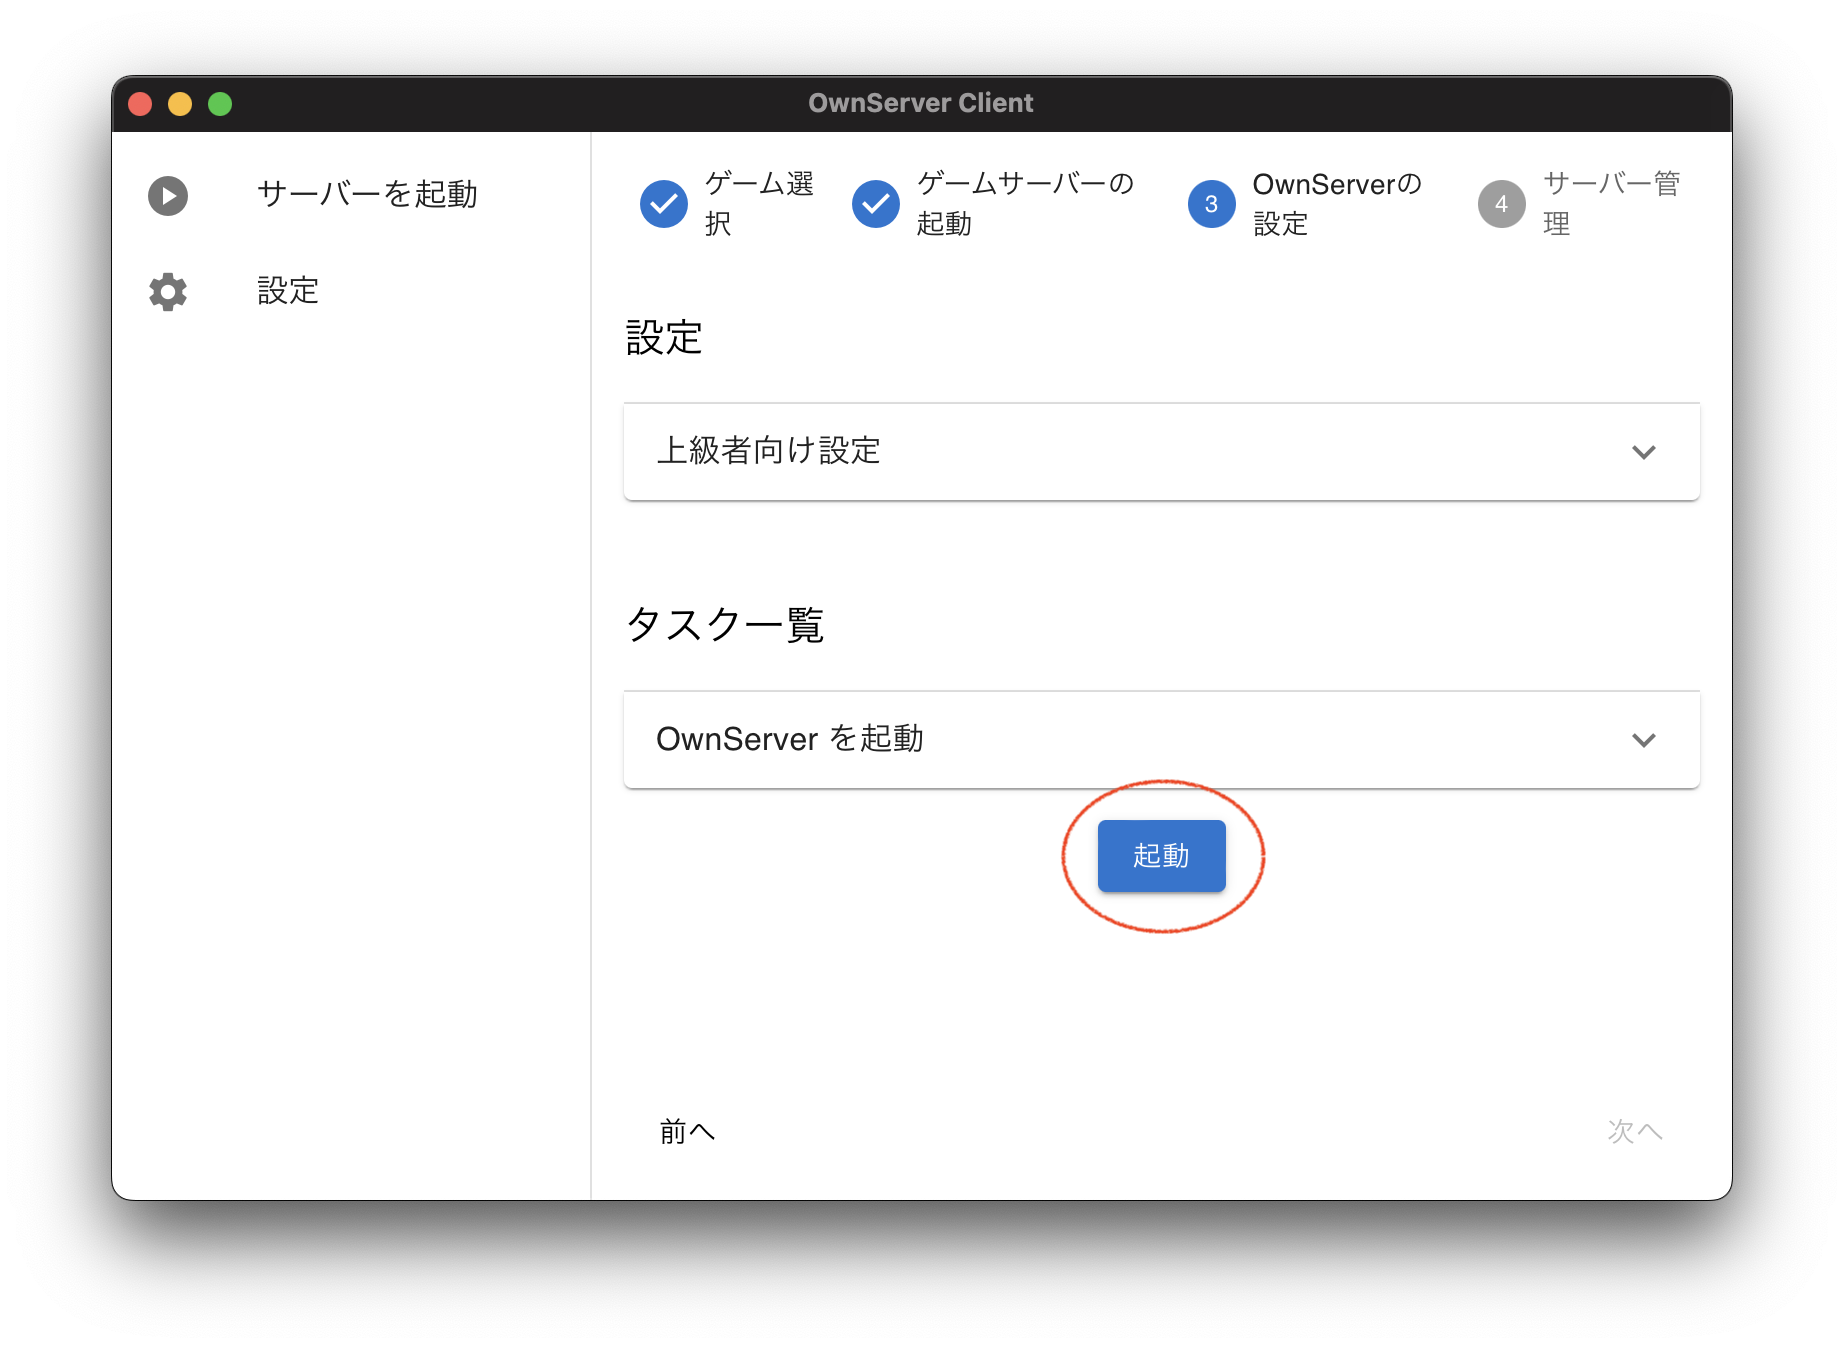 OwnServer Client
サーバーを起動
設定
ゲーム選
択
ゲームサーバーの
起動
3
OwnServerの
設定
4
サーバー管
理
設定
上級者向け設定
タスク一覧
OwnServer を起動
起動
前へ
次へ